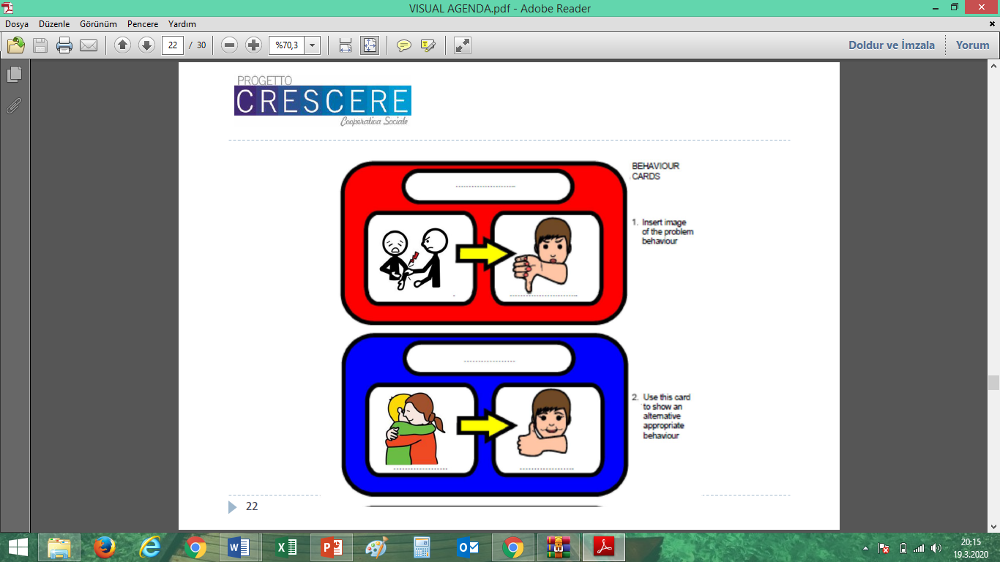 VISUAL AGENDA.pdf - Adobe Reader
Dosya Düzenle Görünüm Pencere Yardım
22 / 30 %70,3 Doldur ve İmzala Yorum
PROGETTO
CRESCERE
Cooperativa Sociale
BEHAVIOUR
CARDS
1. Insert image
of the problem
behaviour
2. Use this card
to show an
alternative
appropriate
behaviour
22
20:15
19.3.2020